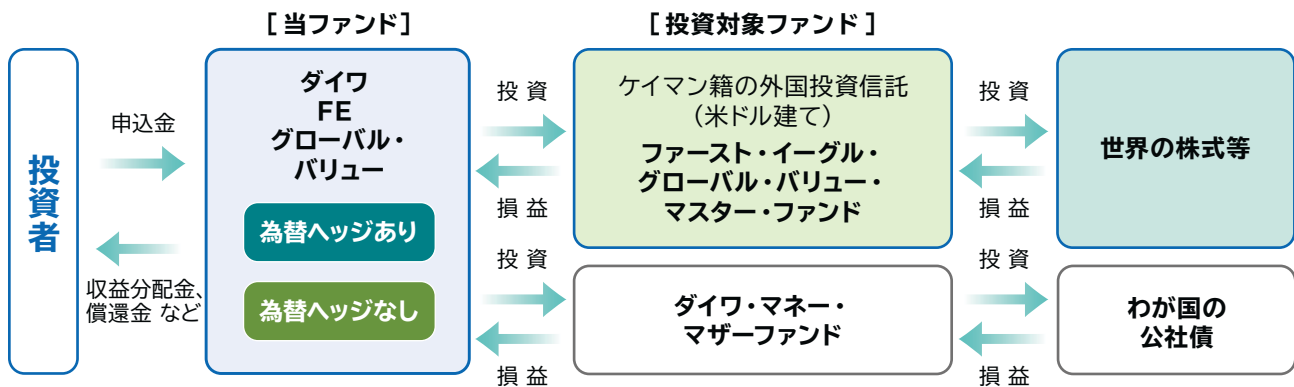 [ 当ファンド ]
[ 投資対象ファンド ]
投資者
申込金
収益分配金、
償還金 など
ダイワ
FE
グローバル・
バリュー
為替ヘッジあり
為替ヘッジなし
投 資
損 益
投 資
損 益
ケイマン籍の外国投資信託
（米ドル建て）
ファースト・イーグル・
グローバル・バリュー・
マスター・ファンド
ダイワ・マネー・
マザーファンド
投 資
損 益
投 資
損 益
世界の株式等
わが国の
公社債